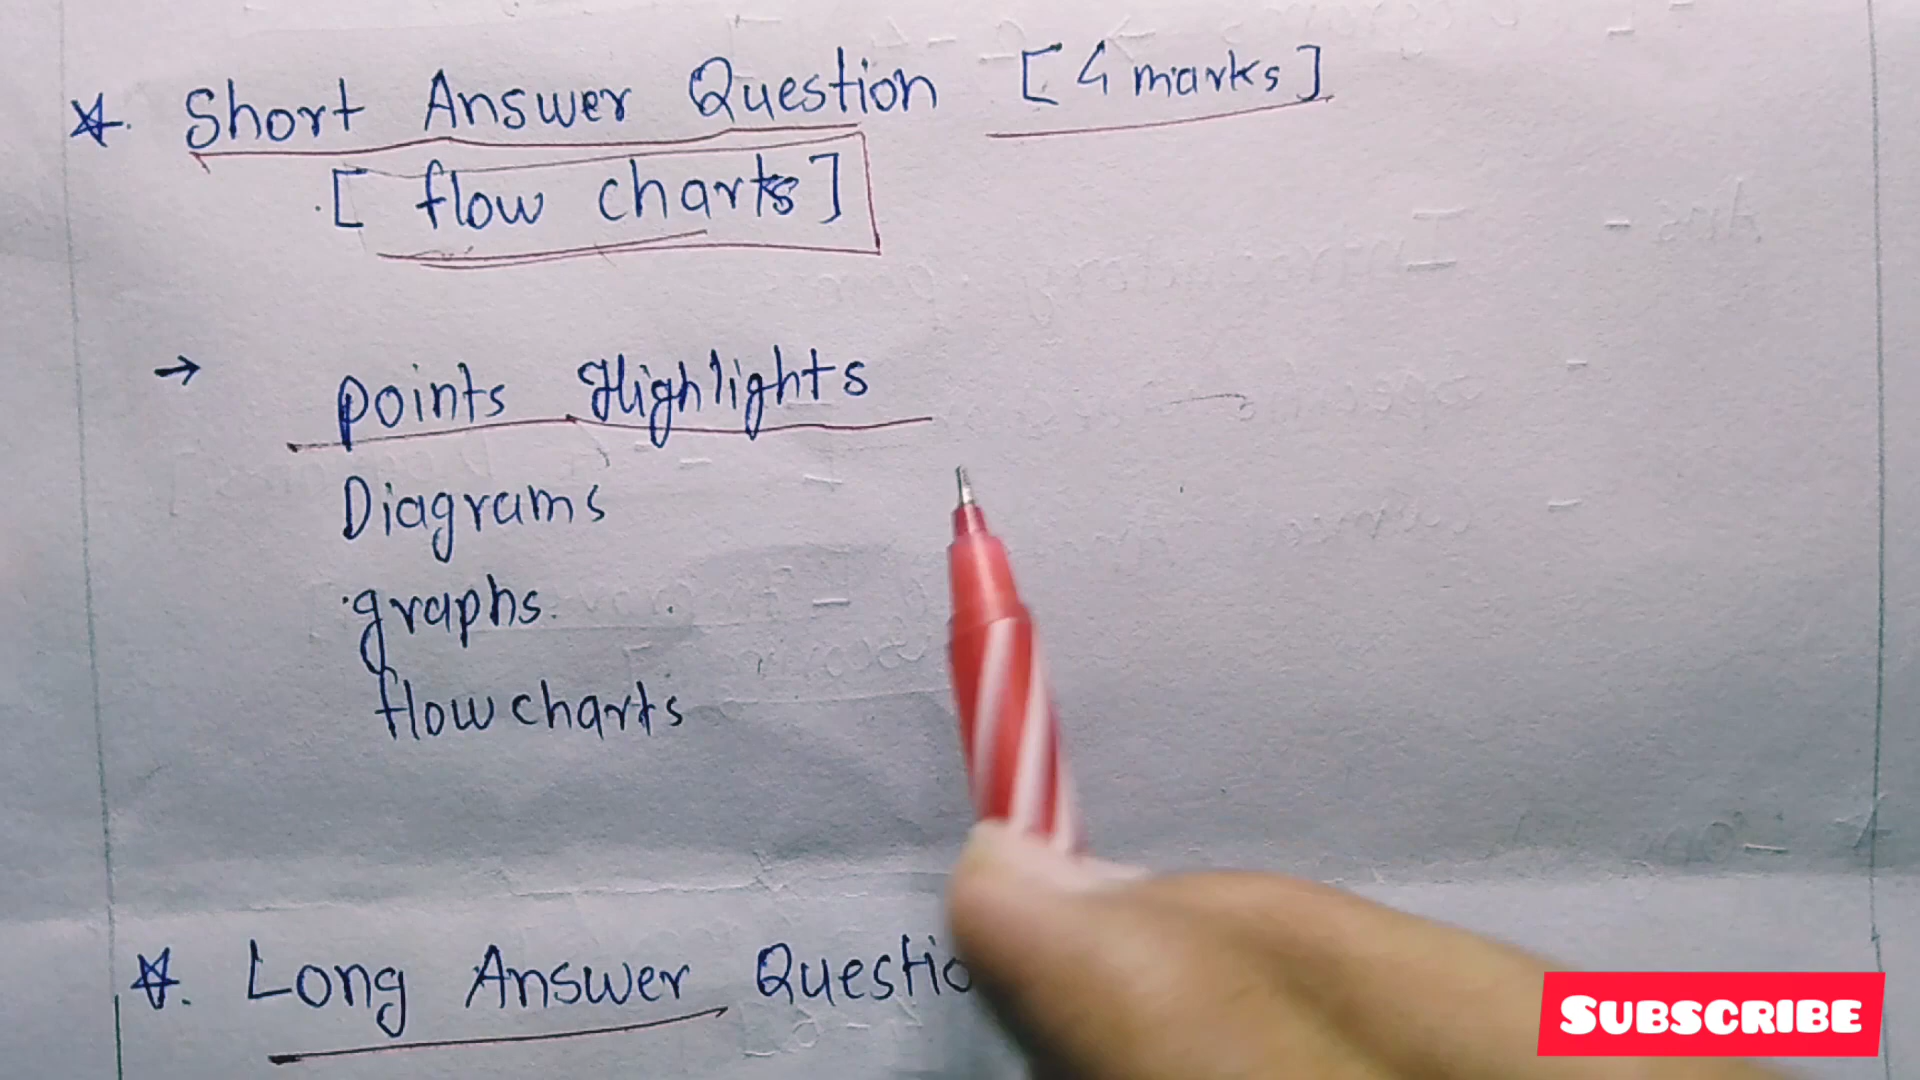 Short Answer Question [4 marks]
[flow charts]
→ points Highlights
Diagrams
graphs.
flow charts
Long Answer Questio
SUBSCRIBE